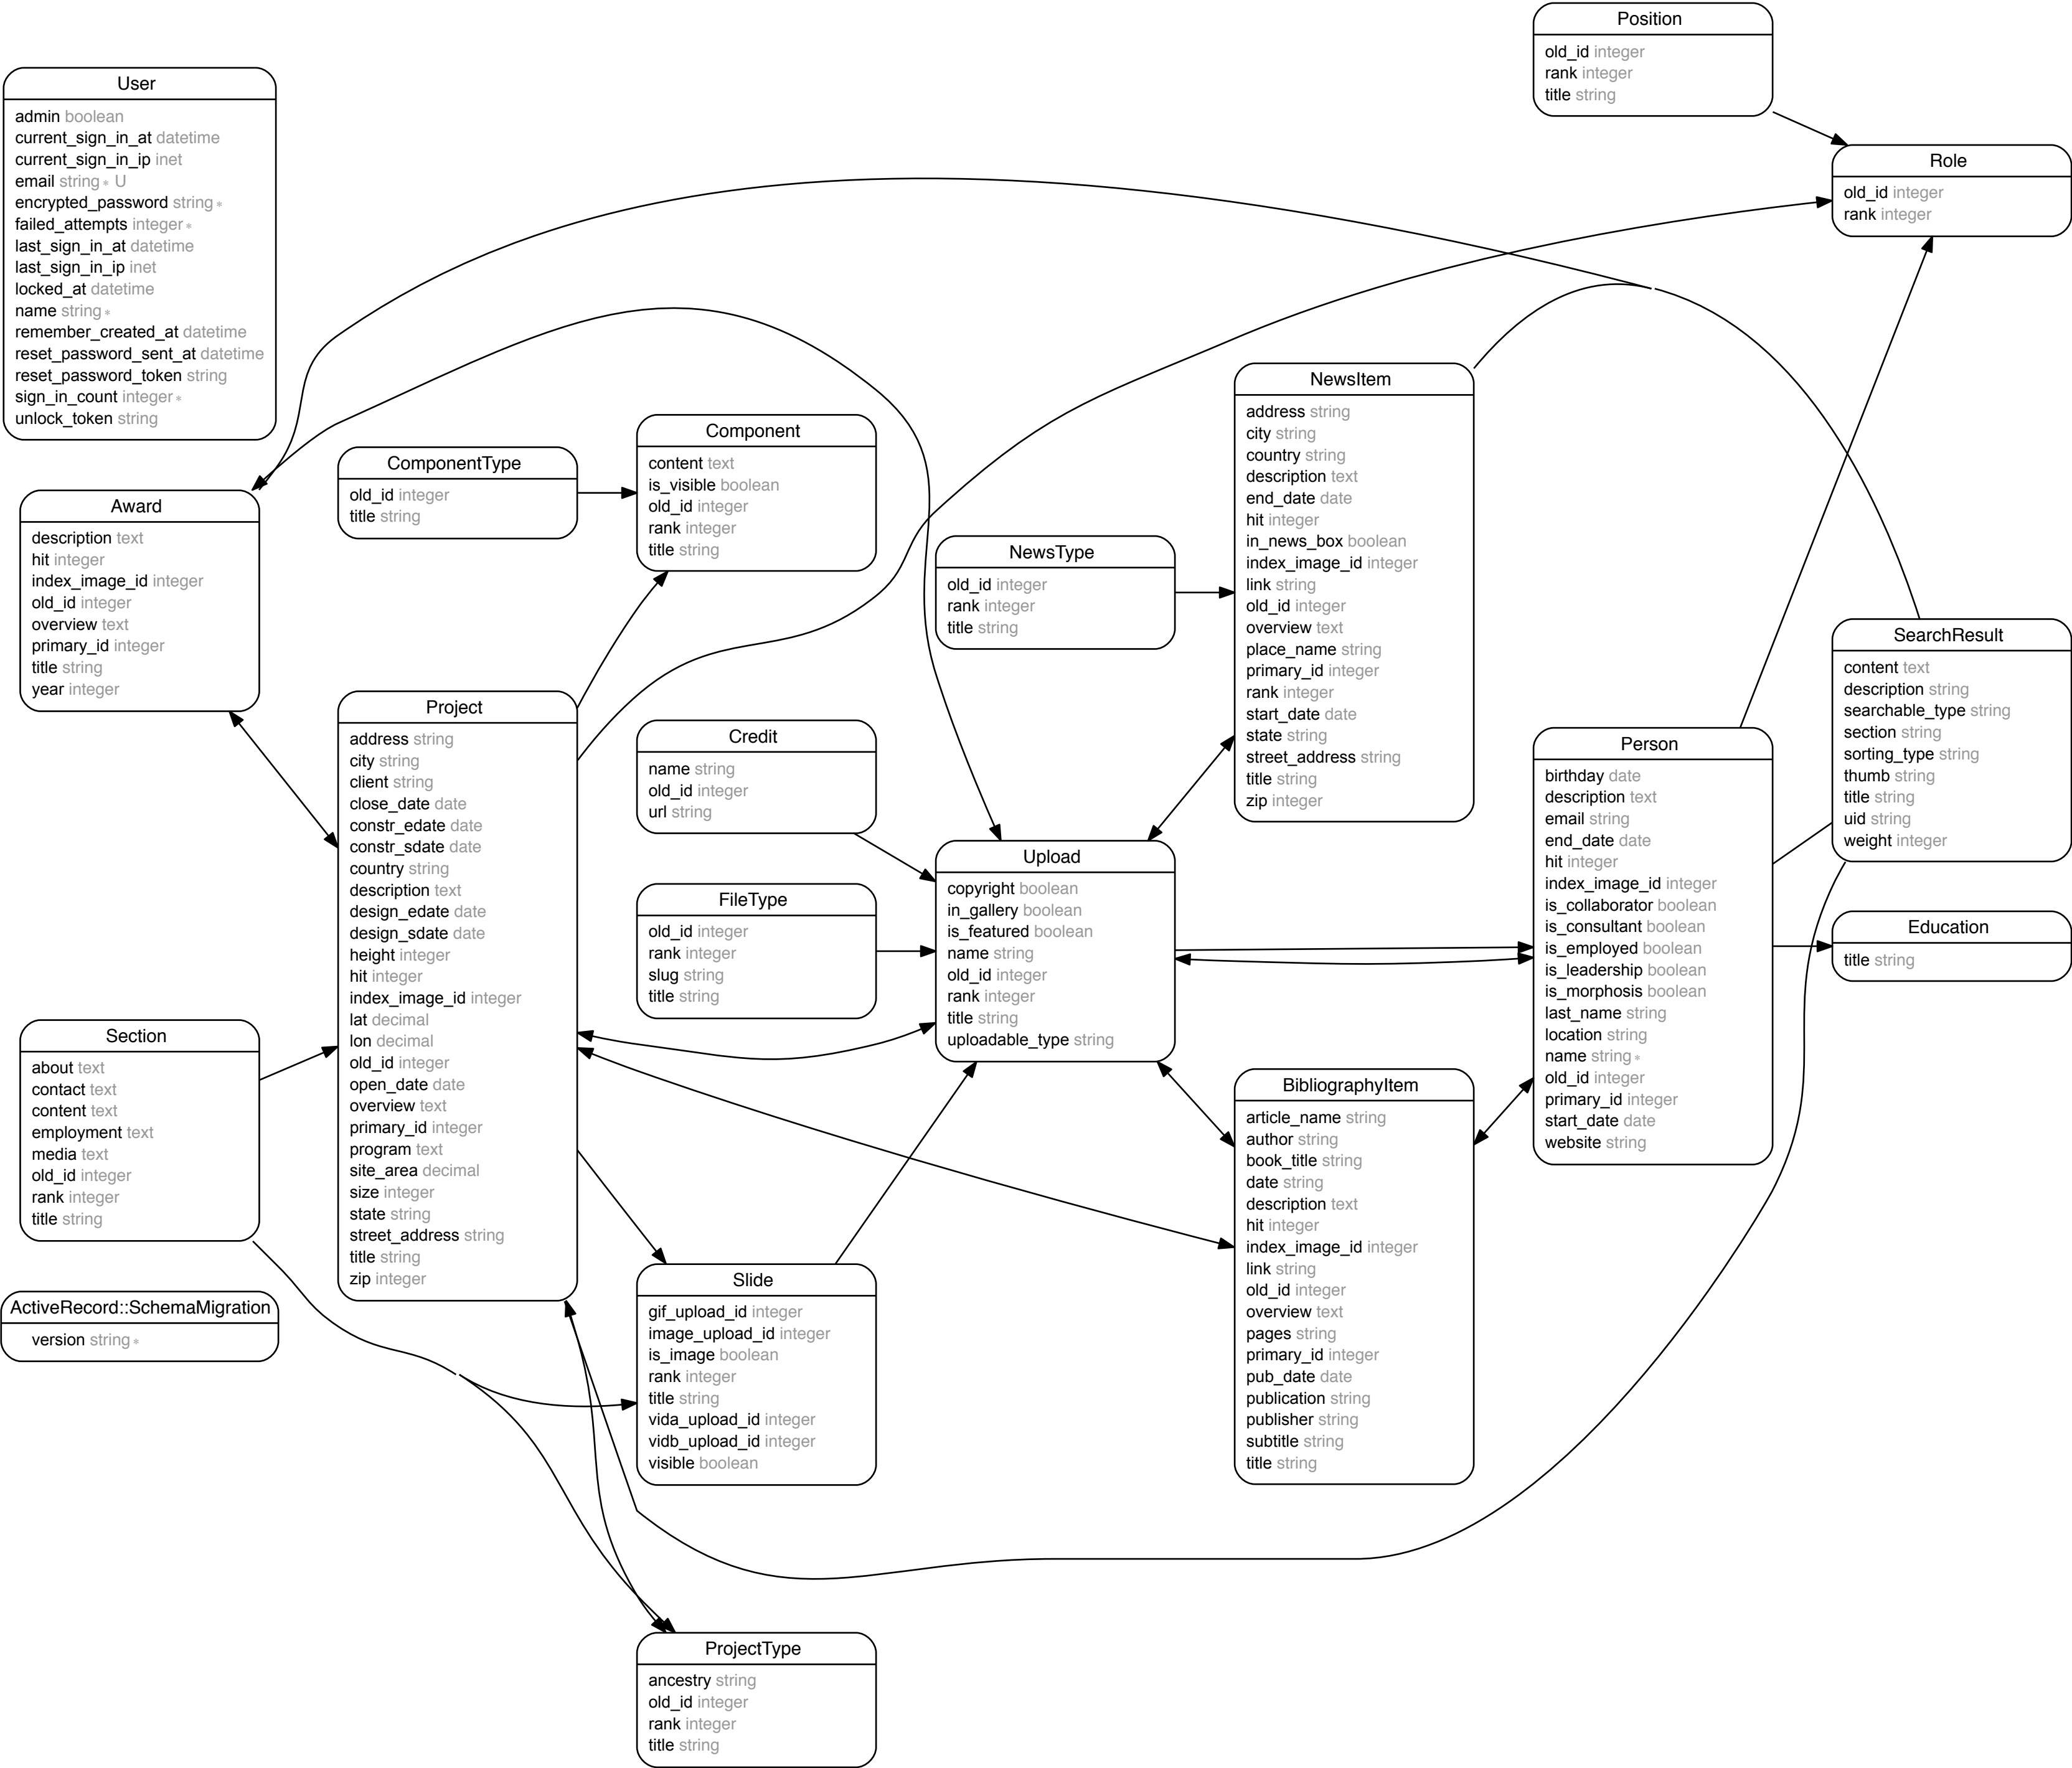 Position
old_id integer
rank integer
title string
User
admin boolean
current_sign_in_at datetime
current_sign_in_ip inet
email string * U
encrypted_password string *
failed_attempts integer *
last_sign_in_at datetime
last_sign_in_ip inet
locked_at datetime
name string *
remember_created_at datetime
reset_password_sent_at datetime
reset_password_token string
sign_in_count integer *
unlock_token string
Role
old_id integer
rank integer
NewsItem
address string
city string
country string
description text
end_date date
hit integer
in_news_box boolean
index_image_id integer
link string
old_id integer
overview text
place_name string
primary_id integer
rank integer
start_date date
state string
street_address string
title string
zip integer
Component
content text
is_visible boolean
old_id integer
rank integer
title string
ComponentType
old_id integer
title string
Award
description text
hit integer
index_image_id integer
old_id integer
overview text
primary_id integer
title string
year integer
NewsType
old_id integer
rank integer
title string
SearchResult
content text
description string
searchable_type string
section string
sorting_type string
thumb string
title string
uid string
weight integer
Project
address string
city string
client string
close_date date
constr_edate date
constr_sdate date
country string
description text
design_edate date
design_sdate date
height integer
hit integer
index_image_id integer
lat decimal
lon decimal
old_id integer
open_date date
overview text
primary_id integer
program text
site_area decimal
size integer
state string
street_address string
title string
zip integer
Credit
name string
old_id integer
url string
Person
birthday date
description text
email string
end_date date
hit integer
index_image_id integer
is_collaborator boolean
is_consultant boolean
is_employed boolean
is_leadership boolean
is_morphosis boolean
last_name string
location string
name string *
old_id integer
primary_id integer
start_date date
website string
Upload
copyright boolean
in_gallery boolean
is_featured boolean
name string
old_id integer
rank integer
title string
uploadable_type string
FileType
old_id integer
rank integer
slug string
title string
Education
title string
Section
about text
contact text
content text
employment text
media text
old_id integer
rank integer
title string
BibliographyItem
article_name string
author string
book_title string
date string
description text
hit integer
index_image_id integer
link string
old_id integer
overview text
pages string
primary_id integer
pub_date date
publication string
publisher string
subtitle string
title string
Slide
gif_upload_id integer
image_upload_id integer
is_image boolean
rank integer
title string
vida_upload_id integer
vidb_upload_id integer
visible boolean
ActiveRecord::SchemaMigration
version string *
ProjectType
ancestry string
old_id integer
rank integer
title string